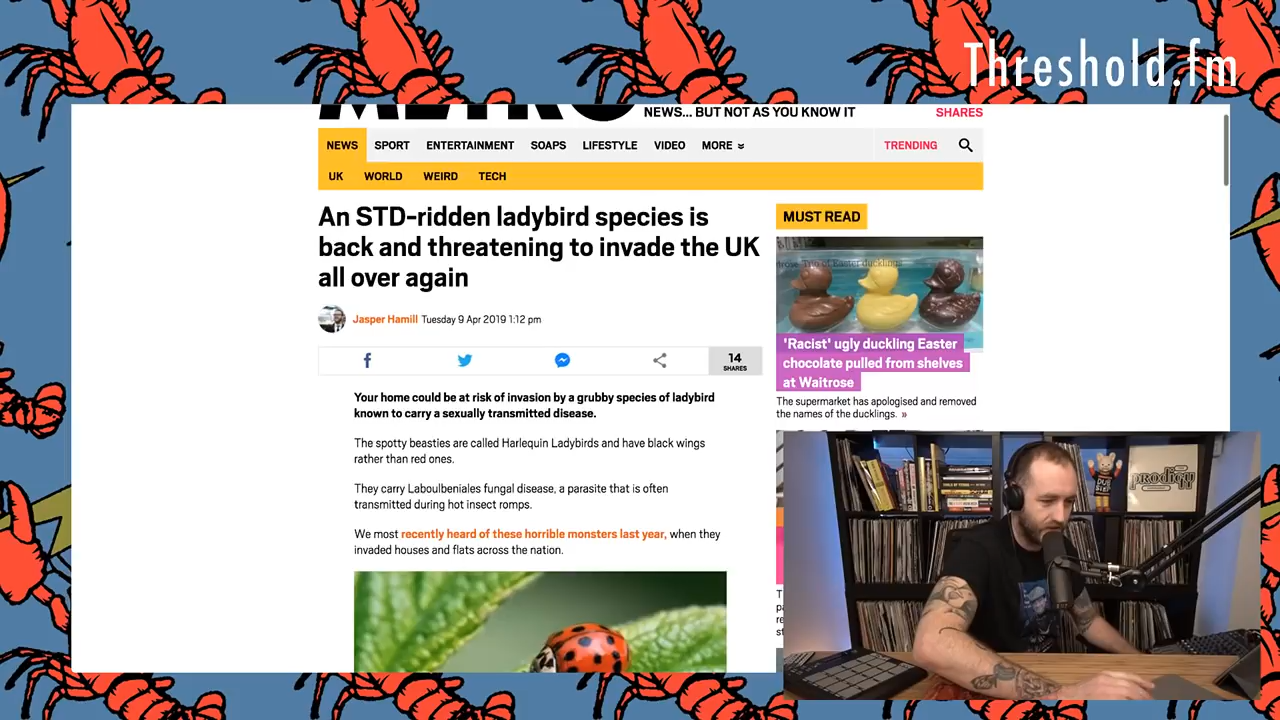 Threshold.fm
METRO
NEWS... BUT NOT AS YOU KNOW IT
SHARES
NEWS
SPORT
ENTERTAINMENT
SOAPS
LIFESTYLE
VIDEO
MORE
TRENDING
UK
WORLD
WEIRD
TECH
An STD-ridden ladybird species is
back and threatening to invade the UK
all over again
Jasper Hamill Tuesday 9 Apr 2019 1:12 pm
14
SHARES
Your home could be at risk of invasion by a grubby species of ladybird
known to carry a sexually transmitted disease.
The spotty beasties are called Harlequin Ladybirds and have black wings
rather than red ones.
They carry Laboulbeniales fungal disease, a parasite that is often
transmitted during hot insect romps.
We most recently heard of these horrible monsters last year, when they
invaded houses and flats across the nation.
MUST READ
Trio of Easter ducklings
'Racist' ugly duckling Easter
chocolate pulled from shelves
at Waitrose
The supermarket has apologised and removed
the names of the ducklings. »
prodigy